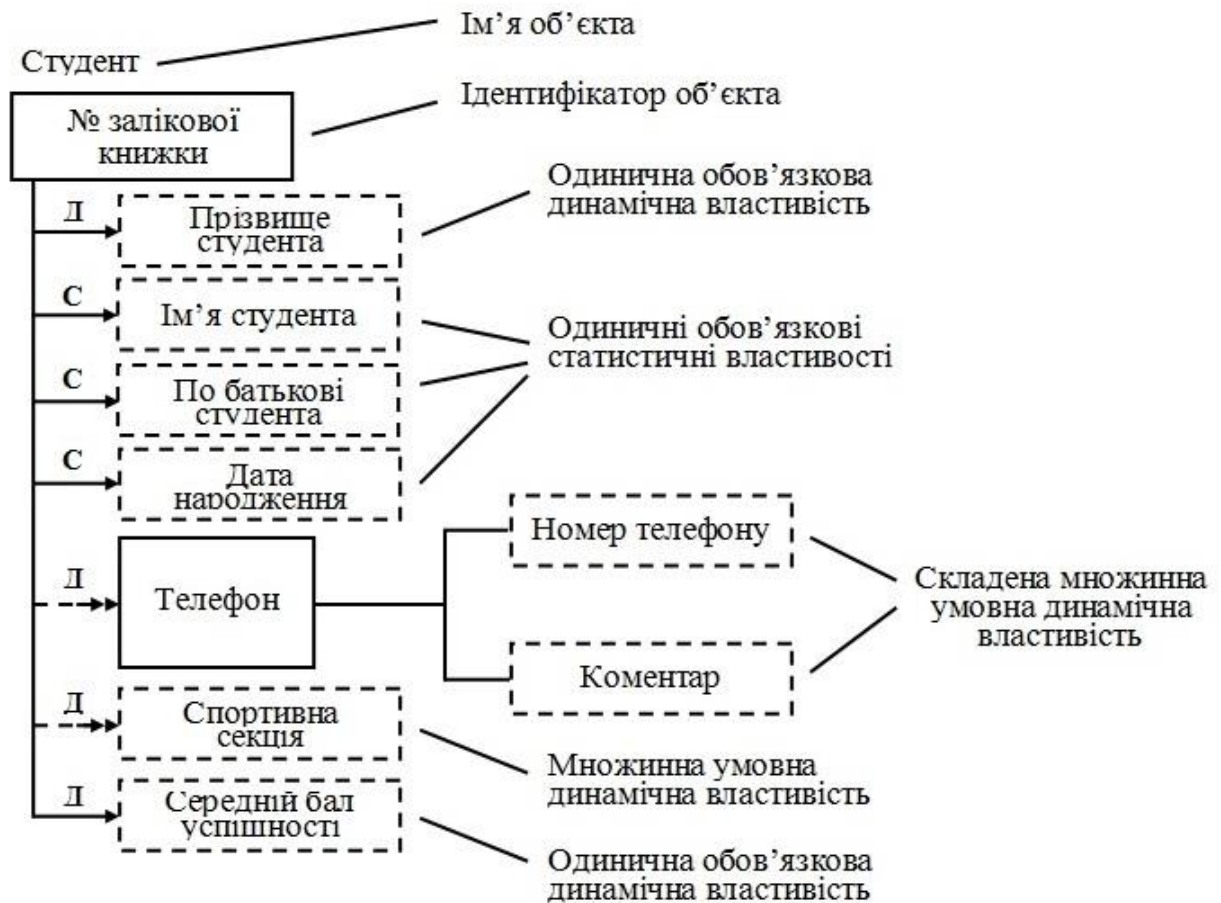 Ім’я об’єкта
Студент
Ідентифікатор об’єкта
№ залікової
книжки
Одинична обов’язкова
динамічна властивість
Д
Прізвище
студента
С
Ім’я студента
Одиничні обов’язкові
статистичні властивості
С
По батькові
студента
С
Дата
народження
Номер телефону
Д
Телефон
Складена множинна
умовна динамічна
властивість
Коментар
Д
Спортивна
секція
Множинна умовна
динамічна властивість
Д
Середній бал
успішності
Одинична обов’язкова
динамічна властивість